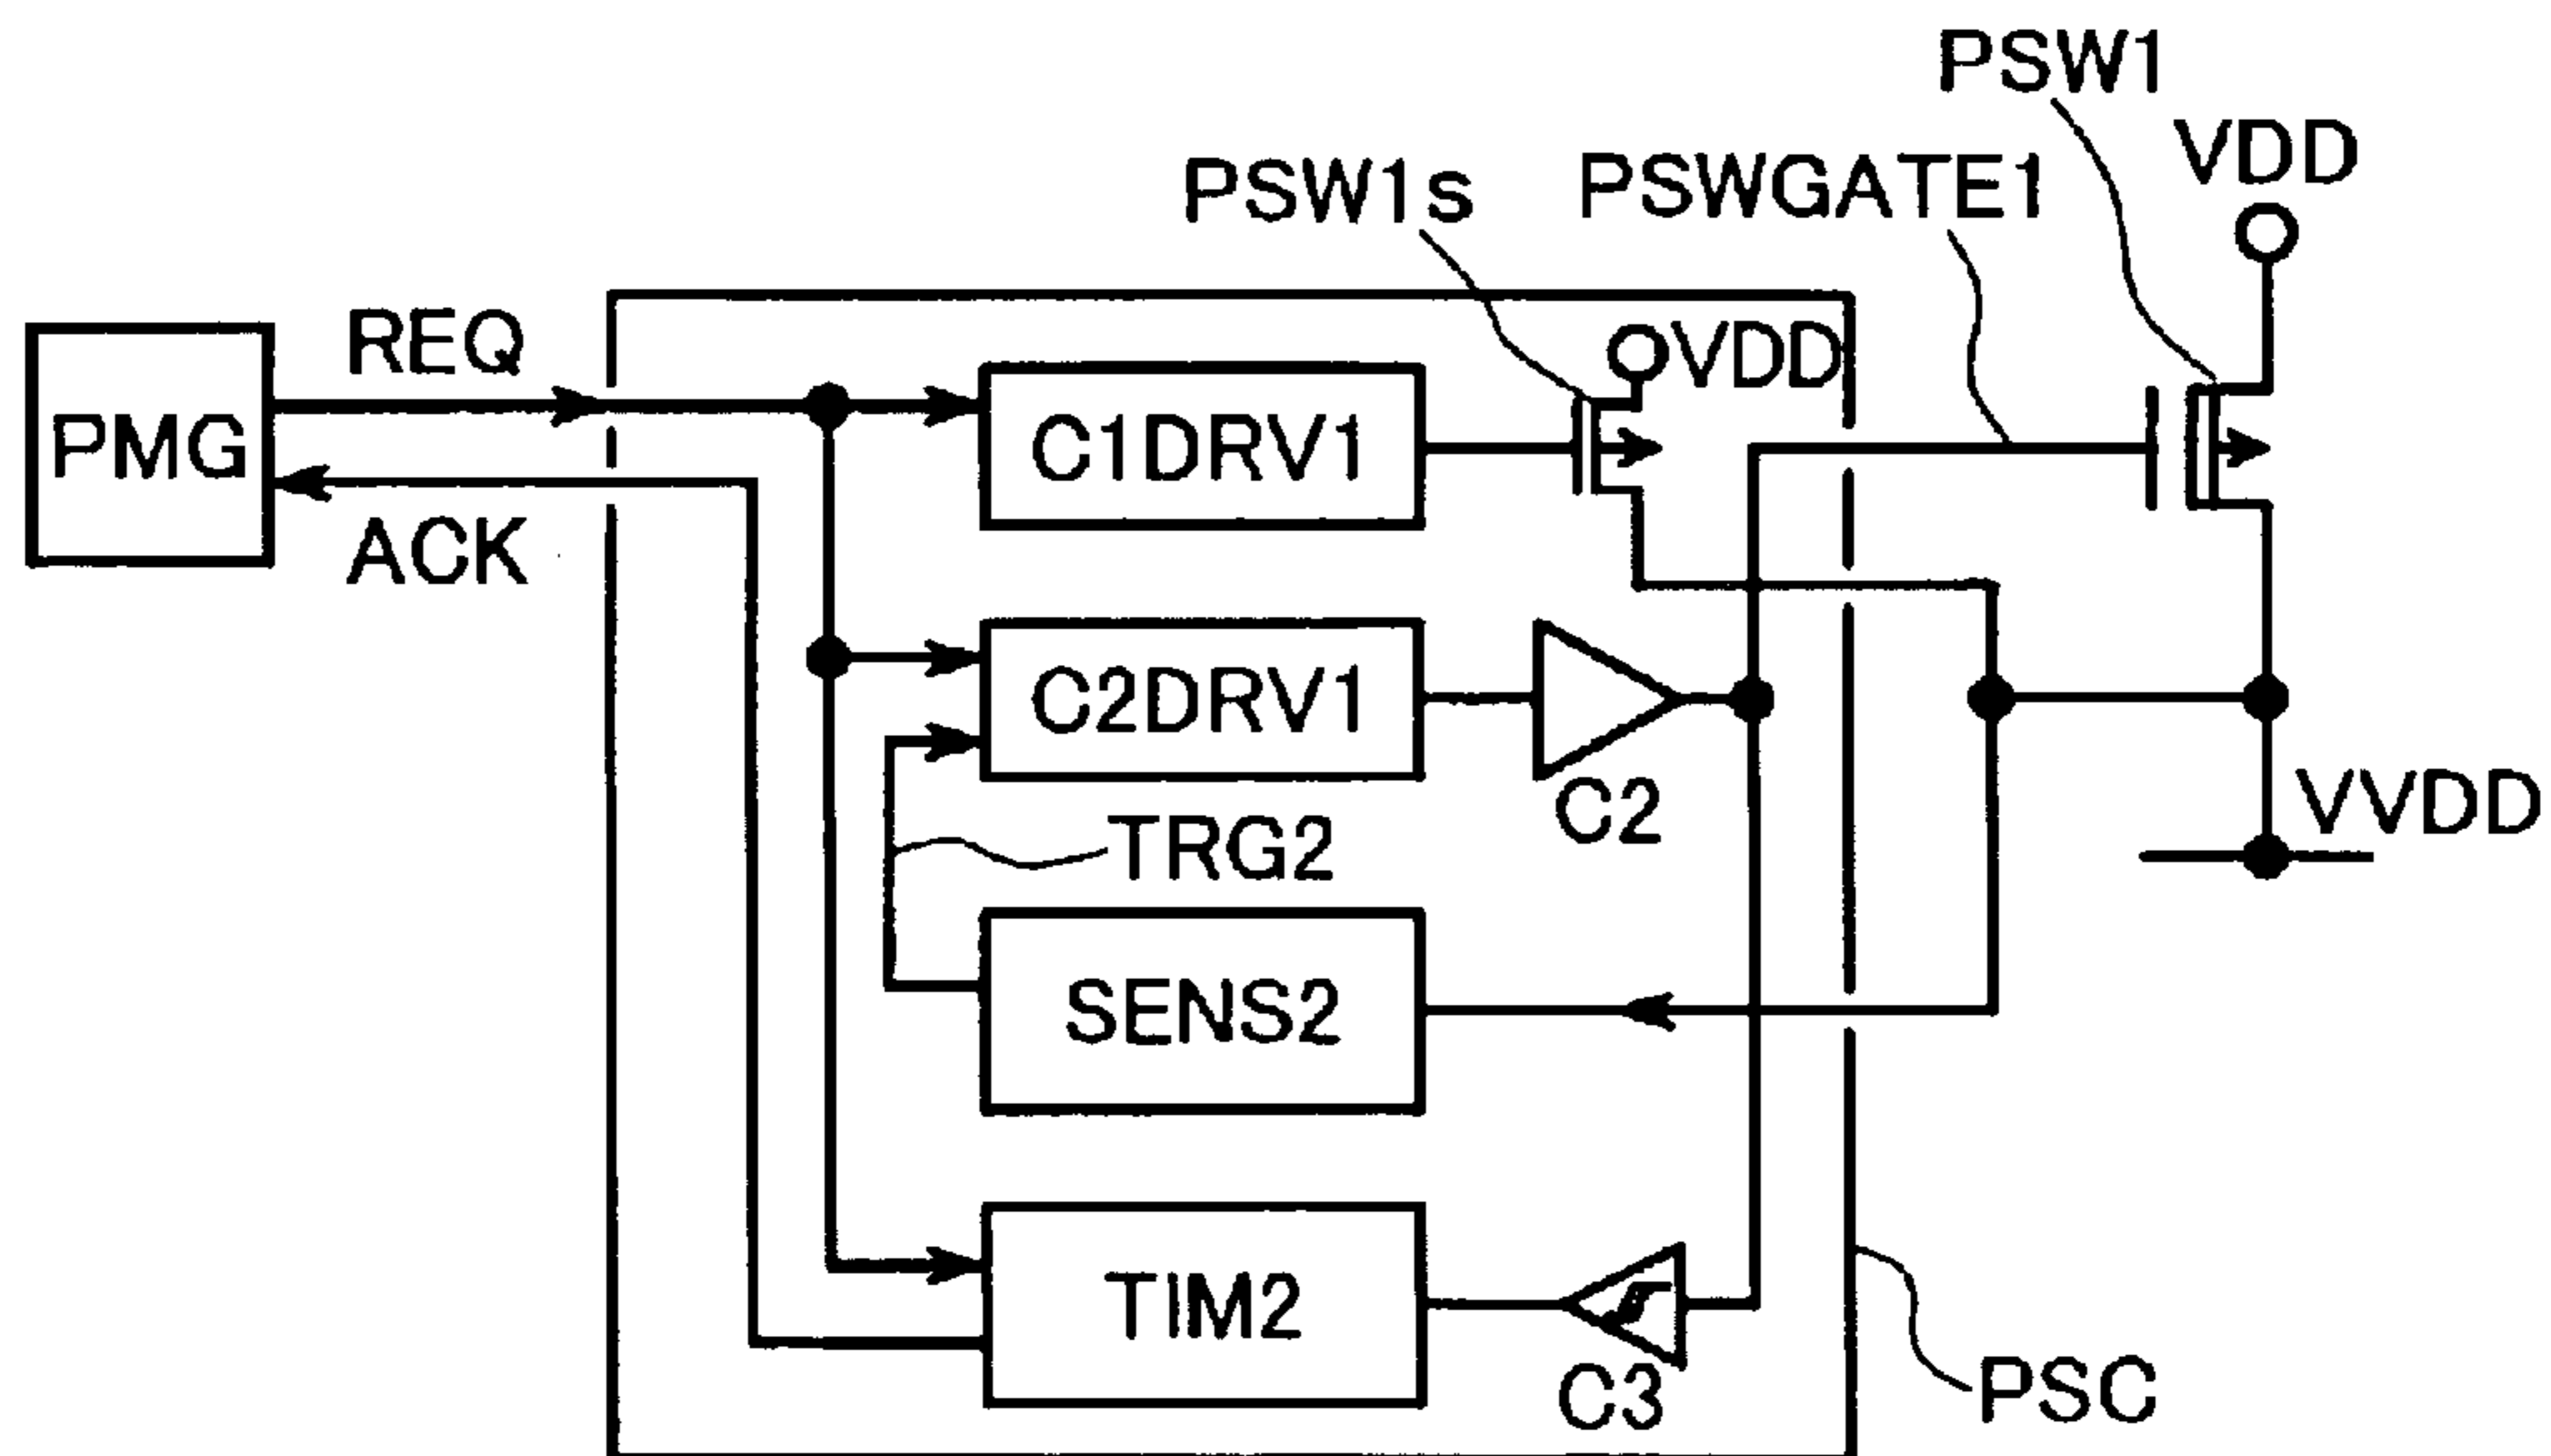 PSW1
VDD
PSW1s
PSWGATE1
REQ
VDD
PMG
C1DRV1
ACK
C2DRV1
C2
VVDD
TRG2
SENS2
TIM2
C3
PSC